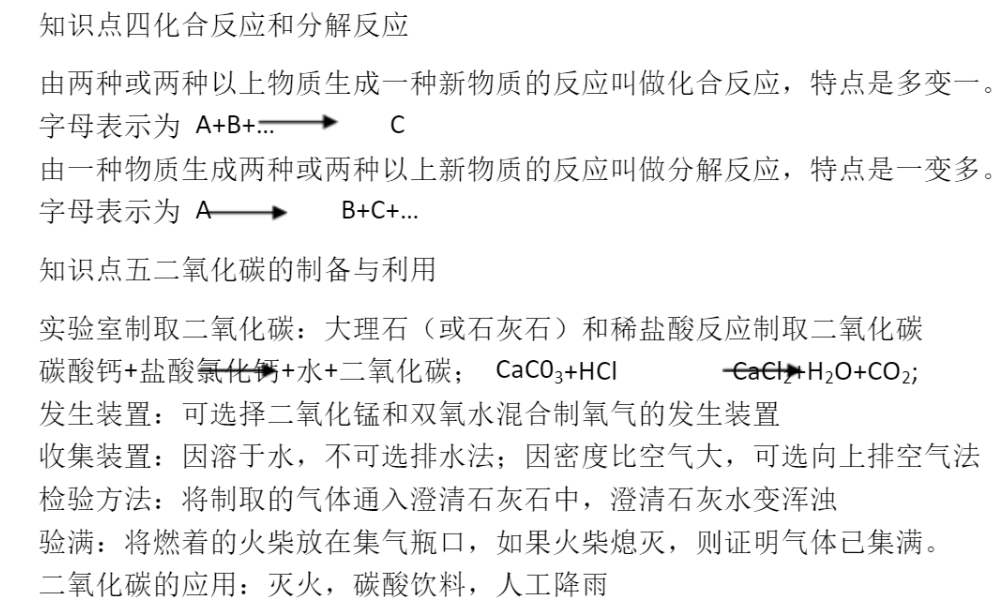 知识点四化合反应和分解反应
由两种或两种以上物质生成一种新物质的反应叫做化合反应，特点是多变一。
字母表示为 A+B+...→ C
由一种物质生成两种或两种以上新物质的反应叫做分解反应，特点是一变多。
字母表示为 A→ B+C+...
知识点五二氧化碳的制备与利用
实验室制取二氧化碳：大理石（或石灰石）和稀盐酸反应制取二氧化碳
碳酸钙+盐酸氯化钙+水+二氧化碳； CaCO₃+HCl → CaCl₂+H₂O+CO₂;
发生装置：可选择二氧化锰和双氧水混合制氧气的发生装置
收集装置：因溶于水，不可选排水法；因密度比空气大，可选向上排空气法
检验方法：将制取的气体通入澄清石灰石中，澄清石灰水变浑浊
验满：将燃着的火柴放在集气瓶口，如果火柴熄灭，则证明气体已集满。
二氧化碳的应用：灭火，碳酸饮料，人工降雨